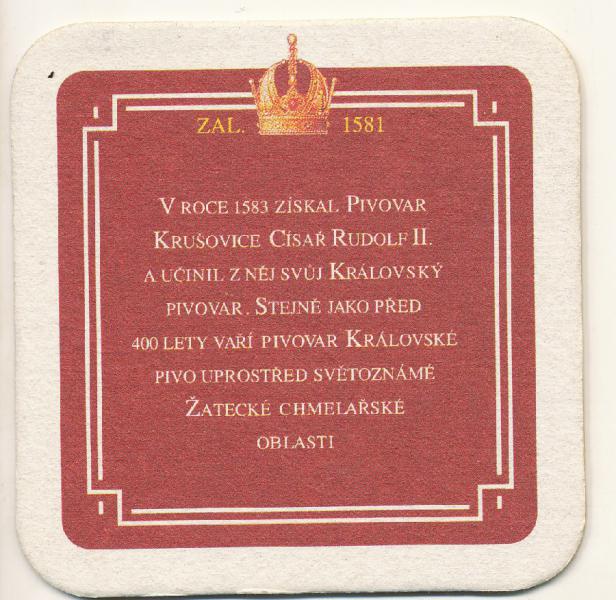 ZAL. 1581
V ROCE 1583 ZÍSKAL PIVOVAR
KRUŠOVICE CÍSAŘ RUDOLF II.
A UČINIL Z NĚJ SVŮJ KRÁLOVSKÝ
PIVOVAR. STEJNĚ JAKO PŘED
400 LETY VAŘÍ PIVOVAR KRÁLOVSKÉ
PIVO UPROSTŘED SVĚTOZNÁMÉ
ŽATECKÉ CHMELAŘSKÉ
OBLASTI